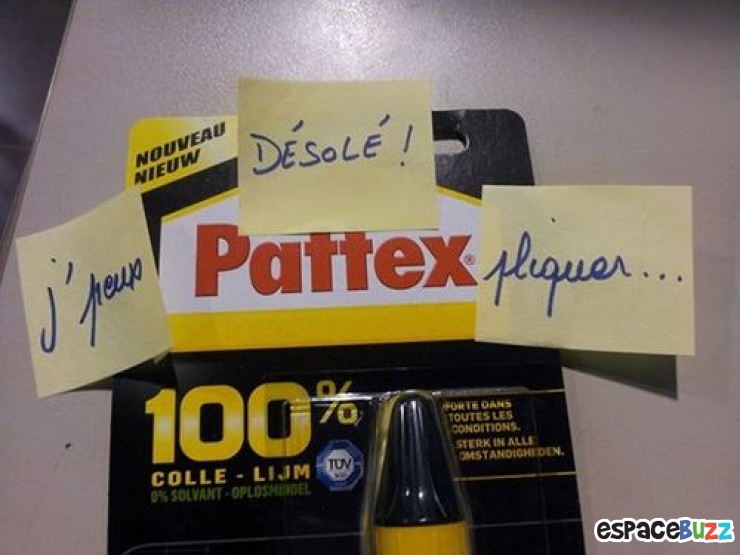 NOUVEAU
NIEUW
DÉSOLÉ !
j' peux
Pattex®
pliquer...
100%
COLLE - LIJM
0% SOLVANT - OPLOSMIDDEL
TÜV
FORTE DANS
TOUTES LES
CONDITIONS.
STERK IN ALLE
OMSTANDIGHEDEN.
espaceBuzz